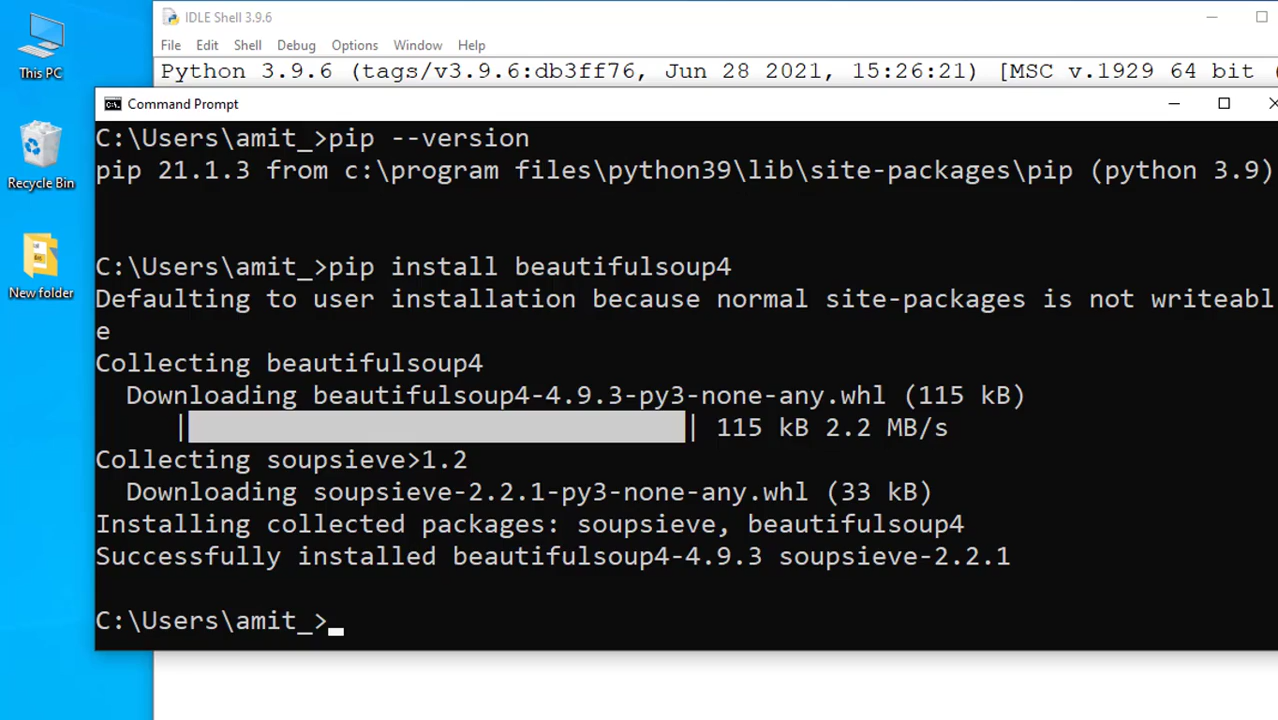 This PC
Recycle Bin
New folder
IDLE Shell 3.9.6
File Edit Shell Debug Options Window Help
Python 3.9.6 (tags/v3.9.6:db3ff76, Jun 28 2021, 15:26:21) [MSC v.1929 64 bit (
Command Prompt
C:\Users\amit_>pip --version
pip 21.1.3 from c:\program files\python39\lib\site-packages\pip (python 3.9)
C:\Users\amit_>pip install beautifulsoup4
Defaulting to user installation because normal site-packages is not writeabl
e
Collecting beautifulsoup4
Downloading beautifulsoup4-4.9.3-py3-none-any.whl (115 kB)
| | 115 kB 2.2 MB/s
Collecting soupsieve>1.2
Downloading soupsieve-2.2.1-py3-none-any.whl (33 kB)
Installing collected packages: soupsieve, beautifulsoup4
Successfully installed beautifulsoup4-4.9.3 soupsieve-2.2.1
C:\Users\amit_>